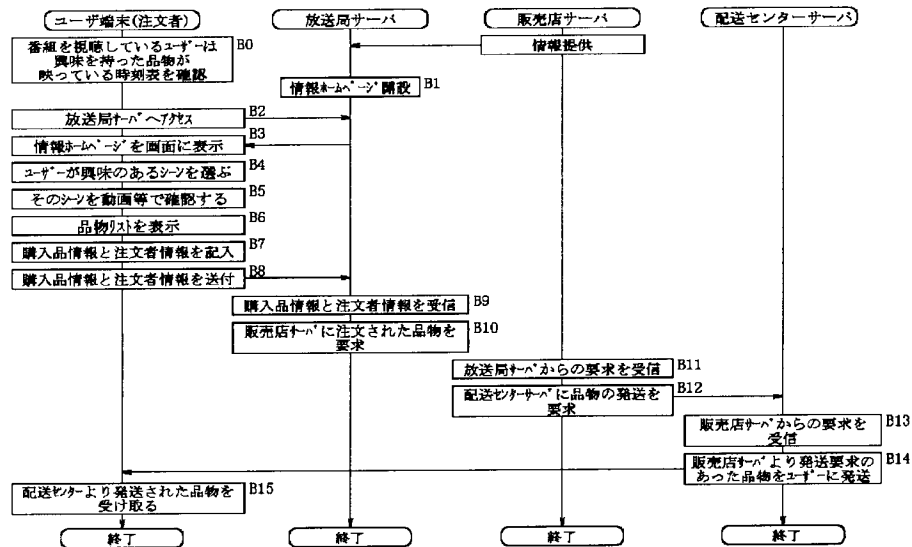 ユーザ端末(注文者)
放送局サーバ
販売店サーバ
配送センターサーバ
番組を視聴しているユーザーは
興味を持った品物が
映っている時刻表を確認
B0
情報提供
情報ホームページ開設
B1
放送局サーバへアクセス
B2
情報ホームページを画面に表示
B3
ユーザーが興味のあるシーンを選ぶ
B4
そのシーンを動画等で確認する
B5
品物リストを表示
B6
購入品情報と注文者情報を記入
B7
購入品情報と注文者情報を送付
B8
購入品情報と注文者情報を受信
B9
販売店サーバに注文された品物を
要求
B10
放送局サーバからの要求を受信
B11
配送センターサーバに品物の発送を
要求
B12
販売店サーバからの要求を
受信
B13
販売店サーバより発送要求の
あった品物をユーザーに発送
B14
配送センターより発送された品物を
受け取る
B15
終了
終了
終了
終了